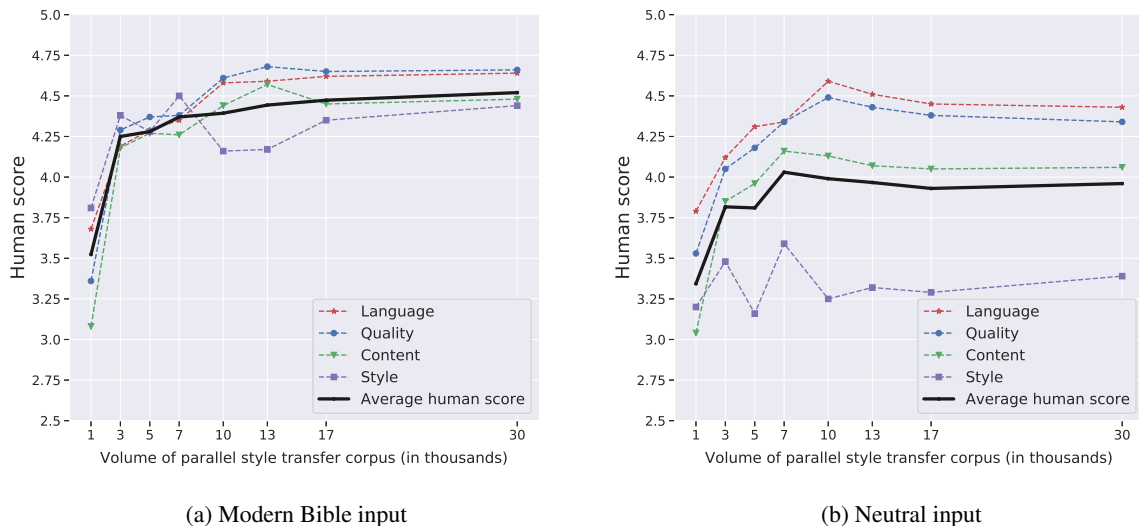 5.0
4.75
4.5
4.25
4.0
3.75
3.5
3.25
3.0
2.75
2.5
Human score
Language
Quality
Content
Style
Average human score
1 3 5 7 10 13 17 30
Volume of parallel style transfer corpus (in thousands)
(a) Modern Bible input
5.0
4.75
4.5
4.25
4.0
3.75
3.5
3.25
3.0
2.75
2.5
Human score
Language
Quality
Content
Style
Average human score
1 3 5 7 10 13 17 30
Volume of parallel style transfer corpus (in thousands)
(b) Neutral input